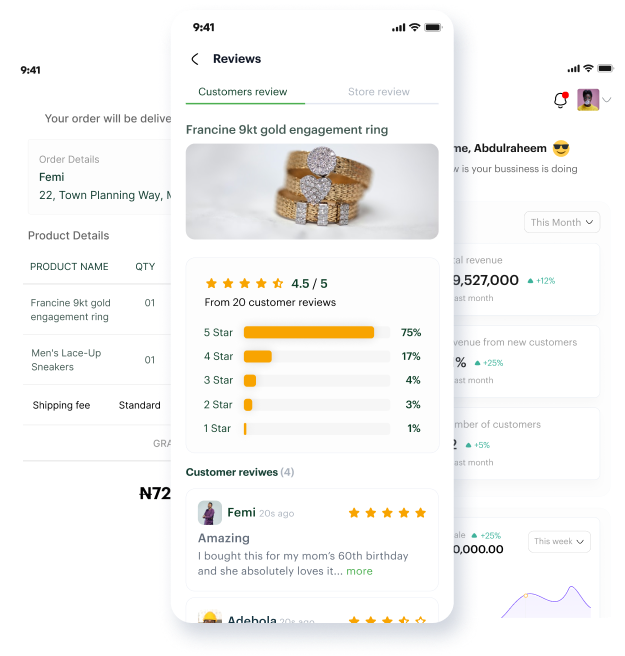 9:41
Your order will be delive
Order Details
Femi
22, Town Planning Way, M
Product Details
PRODUCT NAME QTY
Francine 9kt gold 01
engagement ring
Men's Lace-Up 01
Sneakers
Shipping fee Standard
GRA
₦72
9:41
Reviews
Customers review Store review
Francine 9kt gold engagement ring
4.5 / 5
From 20 customer reviews
5 Star 75%
4 Star 17%
3 Star 4%
2 Star 3%
1 Star 1%
Customer reviwes (4)
Femi 20s ago
Amazing
I bought this for my mom's 60th birthday
and she absolutely loves it... more
Adebola 20s ago
me, Abdulraheem
w is your bussiness is doing
This Month
tal revenue
9,527,000 +12%
ast month
venue from new customers
% +25%
ast month
mber of customers
2 +5%
ast month
ale +25%
0,000.00
This week